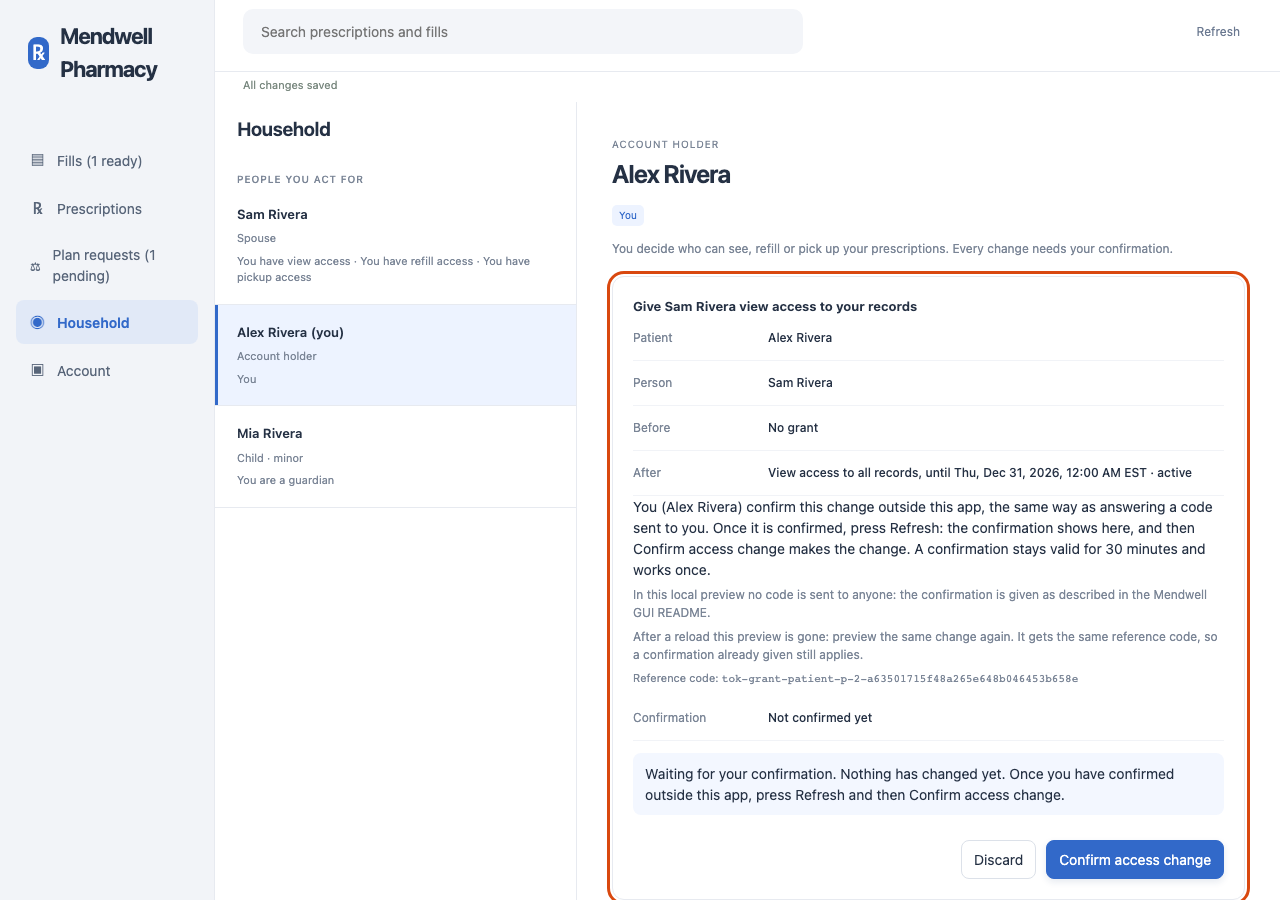 Mendwell
Pharmacy
Search prescriptions and fills
Refresh
All changes saved
Fills (1 ready)
Prescriptions
Plan requests (1
pending)
Household
Account
Household
PEOPLE YOU ACT FOR
Sam Rivera
Spouse
You have view access · You have refill access · You have
pickup access
Alex Rivera (you)
Account holder
You
Mia Rivera
Child · minor
You are a guardian
ACCOUNT HOLDER
Alex Rivera
You
You decide who can see, refill or pick up your prescriptions. Every change needs your confirmation.
Give Sam Rivera view access to your records
Patient Alex Rivera
Person Sam Rivera
Before No grant
After View access to all records, until Thu, Dec 31, 2026, 12:00 AM EST · active
You (Alex Rivera) confirm this change outside this app, the same way as answering a code
sent to you. Once it is confirmed, press Refresh: the confirmation shows here, and then
Confirm access change makes the change. A confirmation stays valid for 30 minutes and
works once.
In this local preview no code is sent to anyone: the confirmation is given as described in the Mendwell
GUI README.
After a reload this preview is gone: preview the same change again. It gets the same reference code, so
a confirmation already given still applies.
Reference code: tok-grant-patient-p-2-a63501715f48a265e648b046453b658e
Confirmation Not confirmed yet
Waiting for your confirmation. Nothing has changed yet. Once you have confirmed
outside this app, press Refresh and then Confirm access change.
Discard
Confirm access change